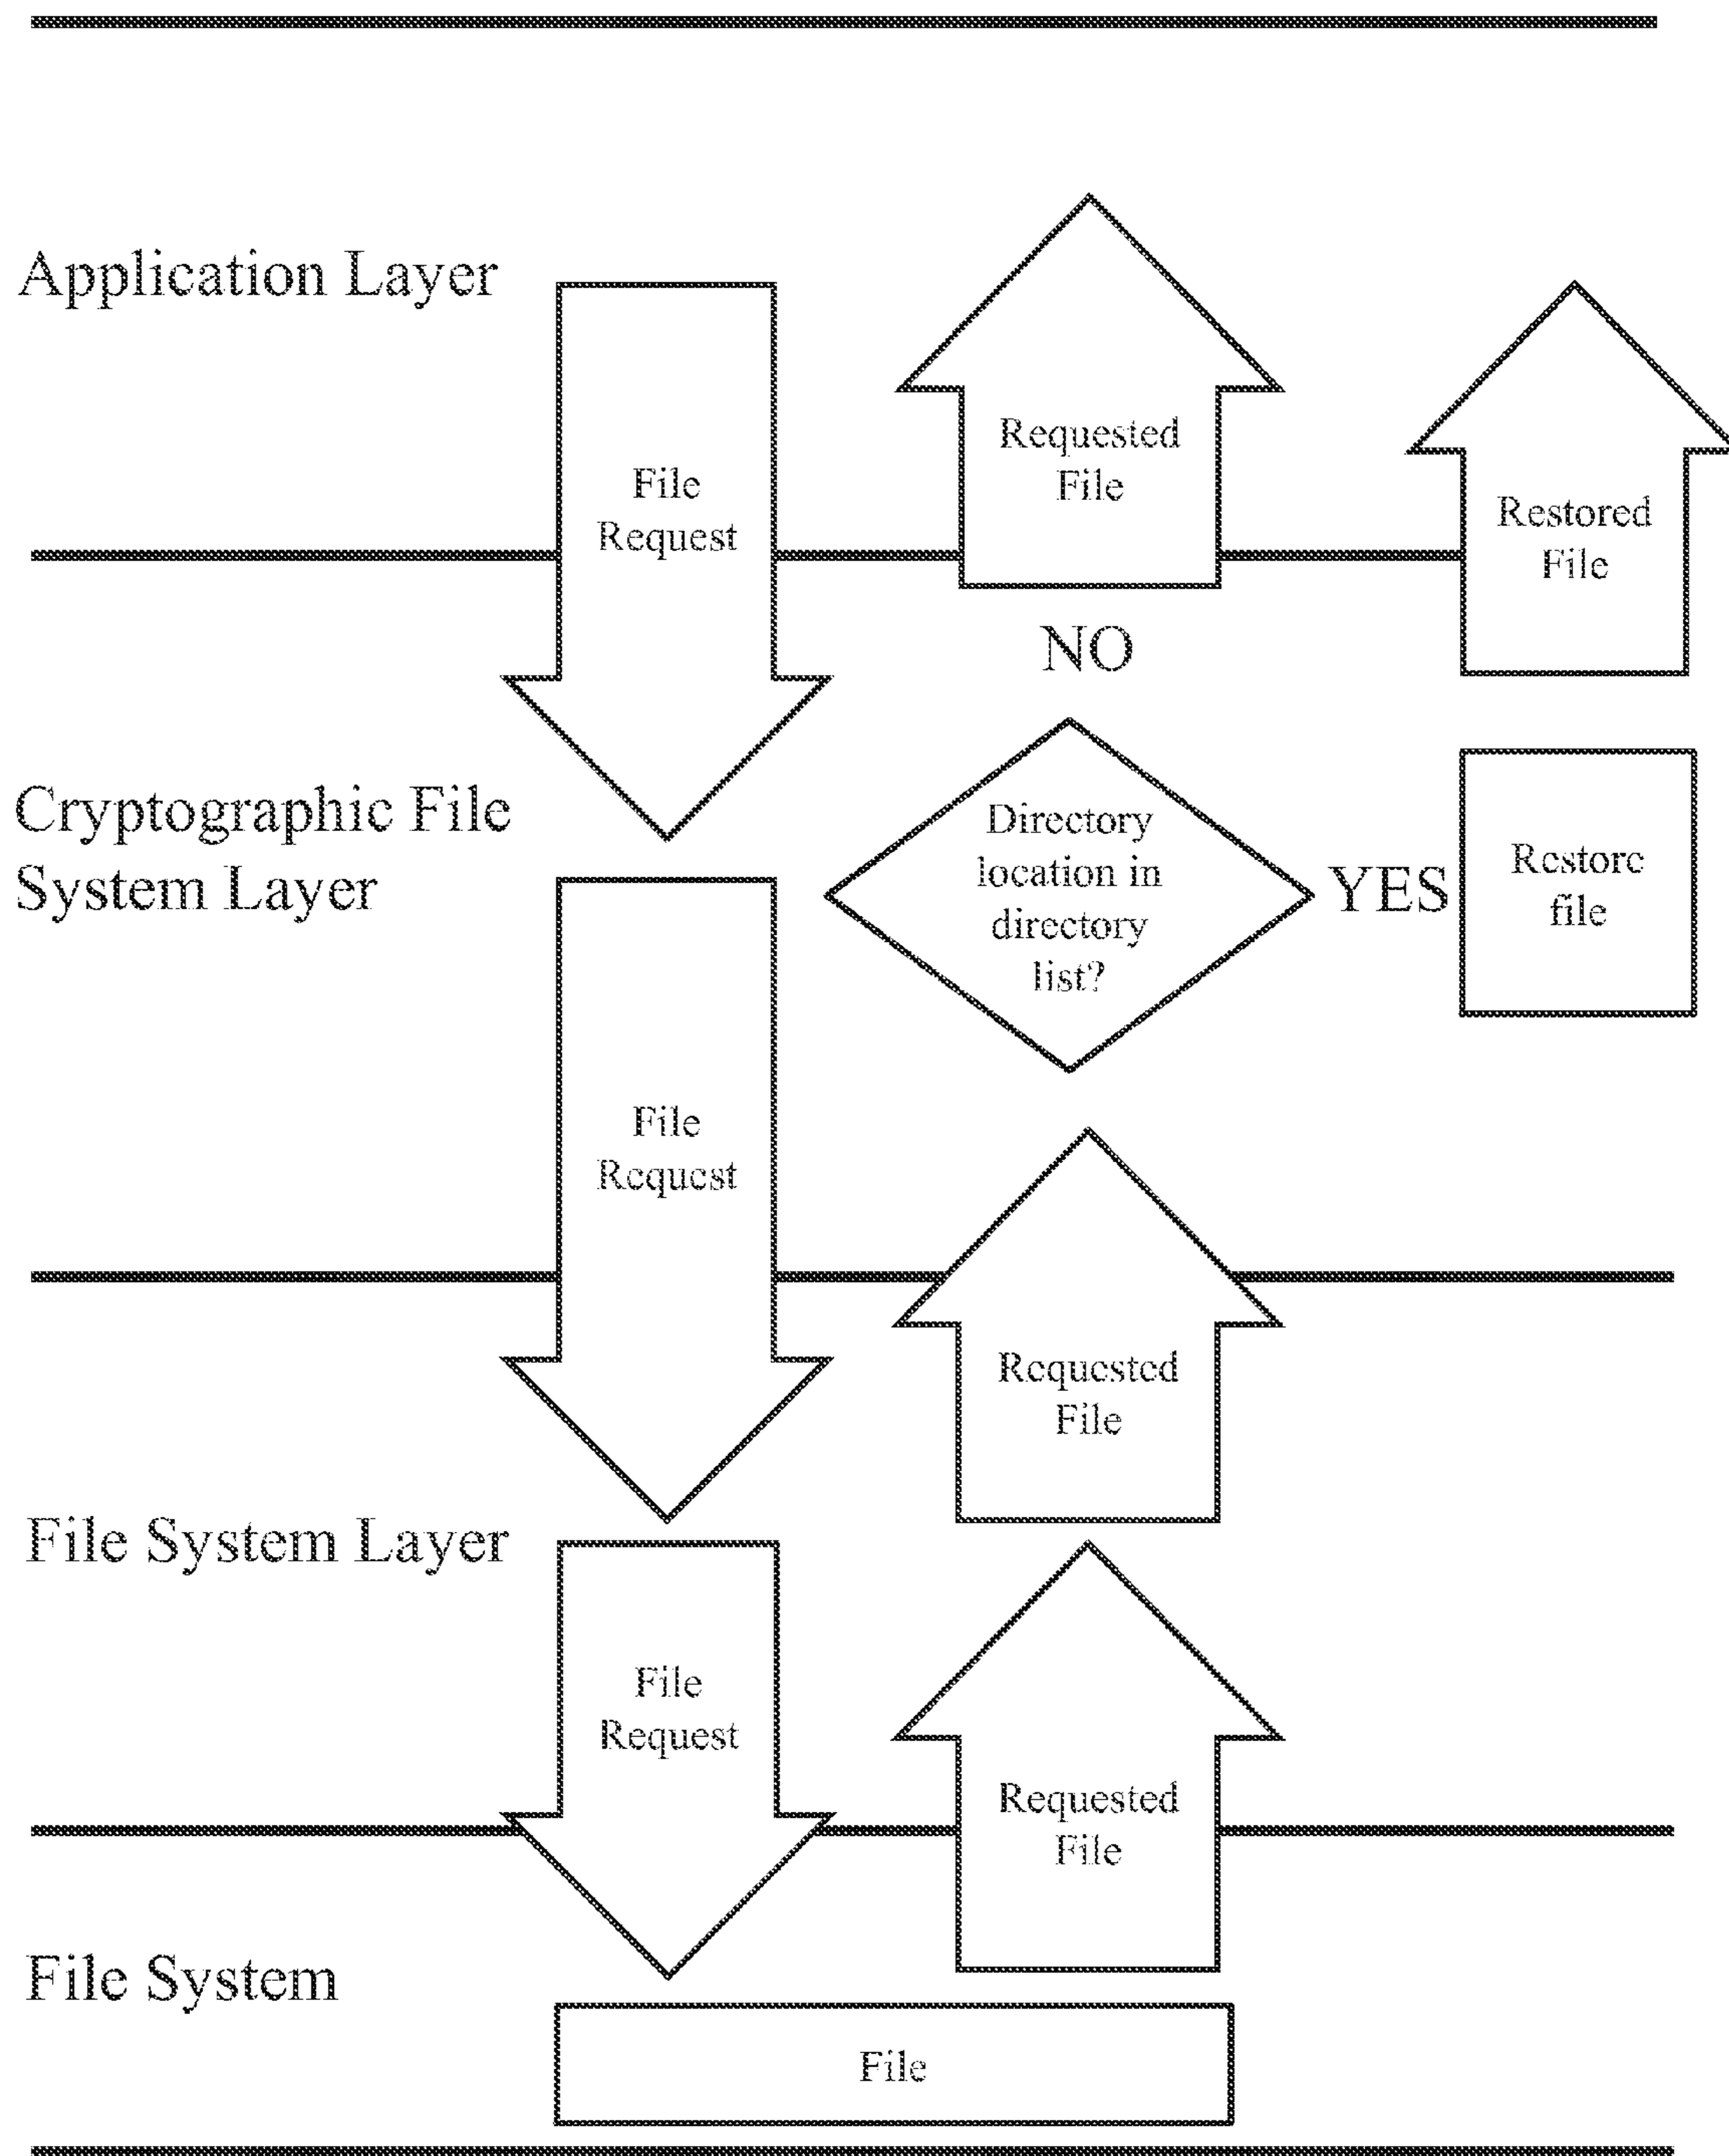 Application Layer
File
Request
Requested
File
Restored
File
NO
Cryptographic File
System Layer
Directory
location in
directory
list?
YES
Restore
file
File
Request
Requested
File
File System Layer
File
Request
Requested
File
File System
File